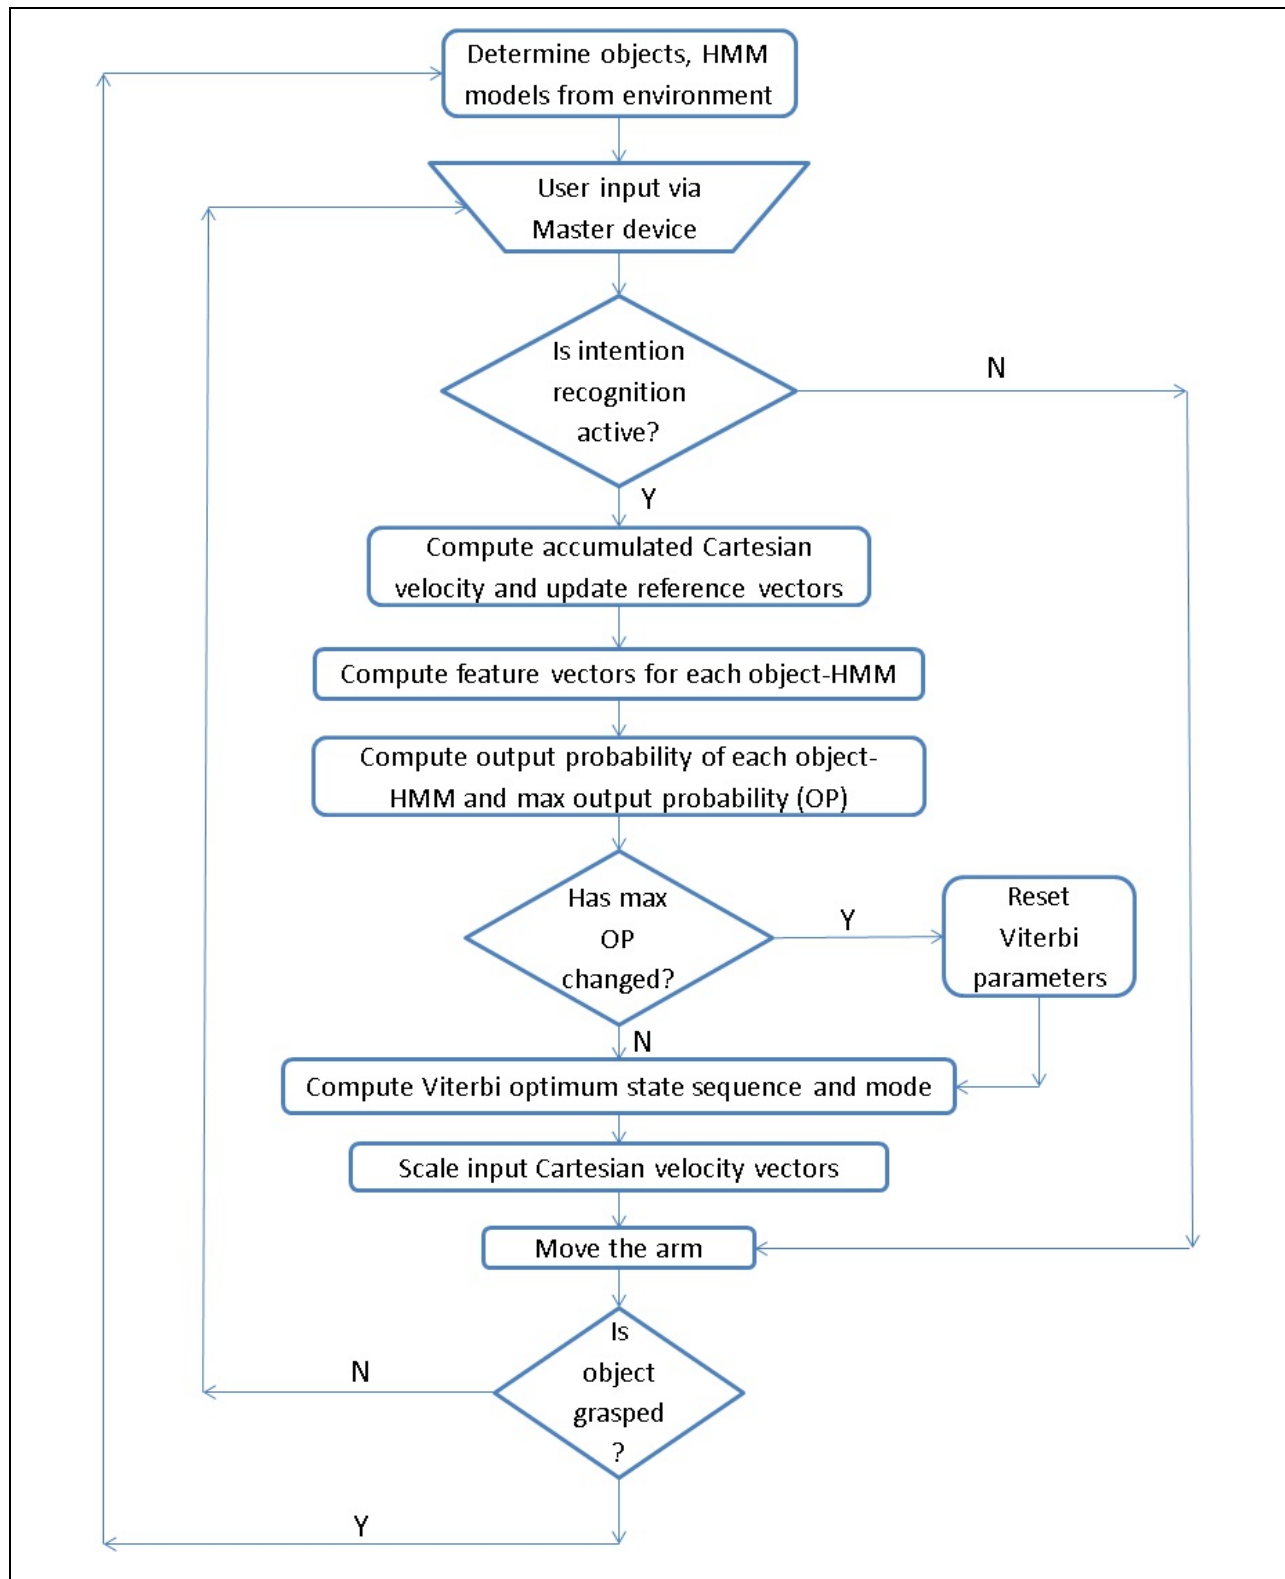 Determine objects, HMM
models from environment
User input via
Master device
Is intention
recognition
active?
N
Y
Compute accumulated Cartesian
velocity and update reference vectors
Compute feature vectors for each object-HMM
Compute output probability of each object-
HMM and max output probability (OP)
Has max
OP
changed?
Y
Reset
Viterbi
parameters
N
Compute Viterbi optimum state sequence and mode
Scale input Cartesian velocity vectors
Move the arm
Is
object
grasped
?
N
Y